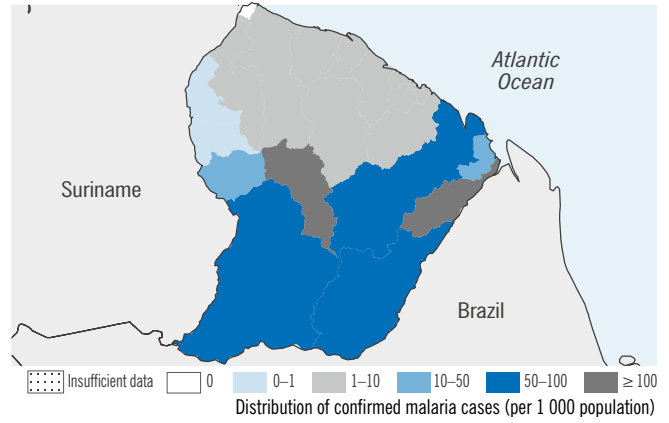 Atlantic
Ocean
Suriname
Brazil
Insufficient data 0 0–1 1–10 10–50 50–100 ≥ 100
Distribution of confirmed malaria cases (per 1 000 population)